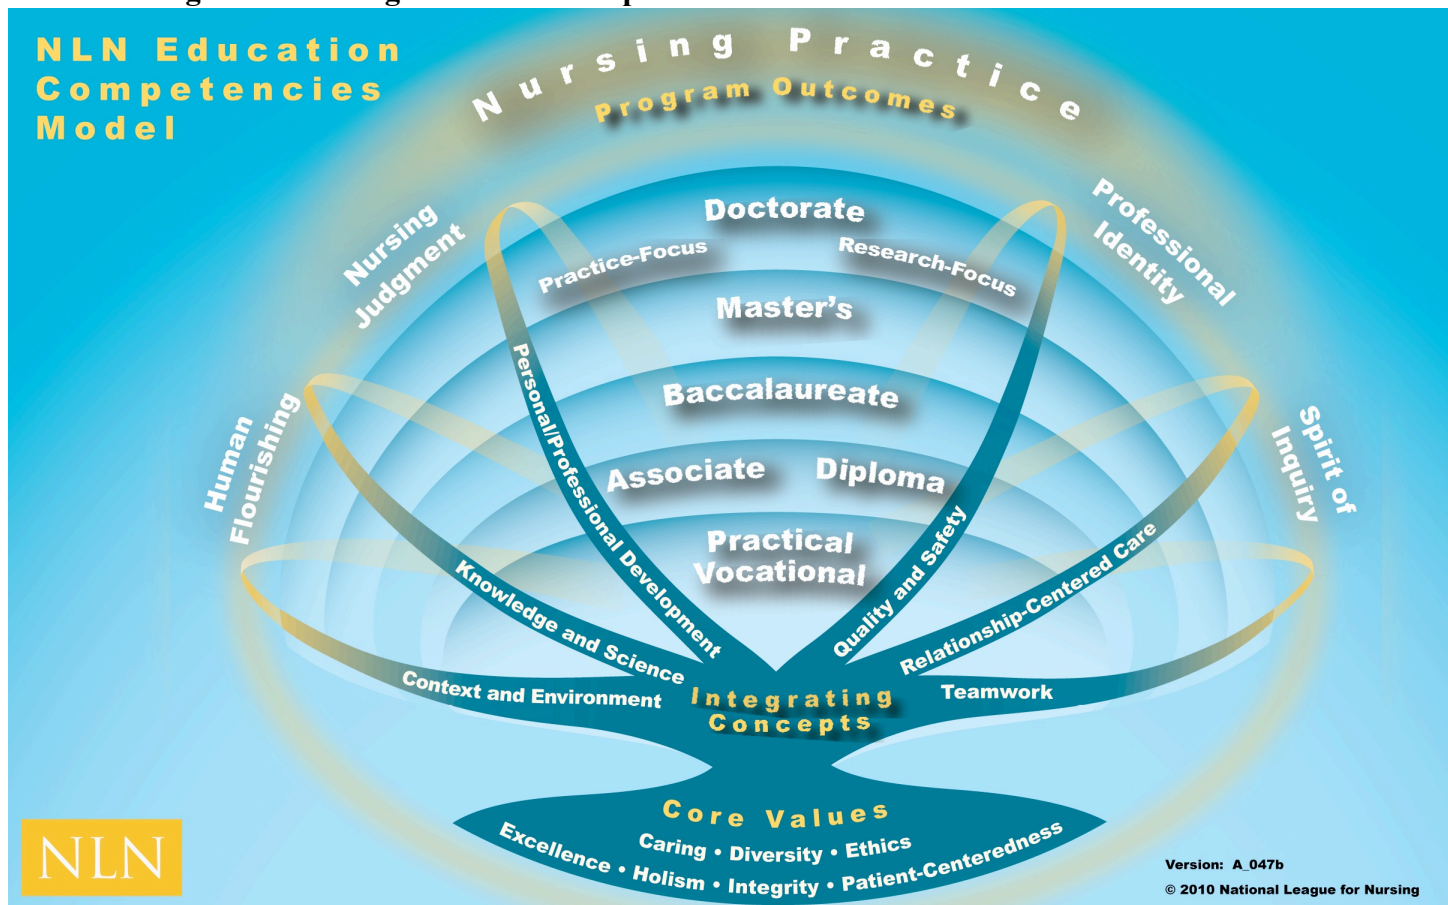 NLN Education
Competencies
Model
Nursing Practice
Program Outcomes
Human
Flourishing
Nursing
Judgment
Professional
Identity
Spirit of
Inquiry
Doctorate
Practice-Focus
Research-Focus
Master's
Baccalaureate
Associate
Diploma
Practical
Vocational
Context and Environment
Knowledge and Science
Personal/Professional Development
Quality and Safety
Relationship-Centered Care
Teamwork
Integrating
Concepts
Core Values
Caring • Diversity • Ethics
Excellence • Holism • Integrity • Patient-Centeredness
NLN
Version: A_047b
© 2010 National League for Nursing